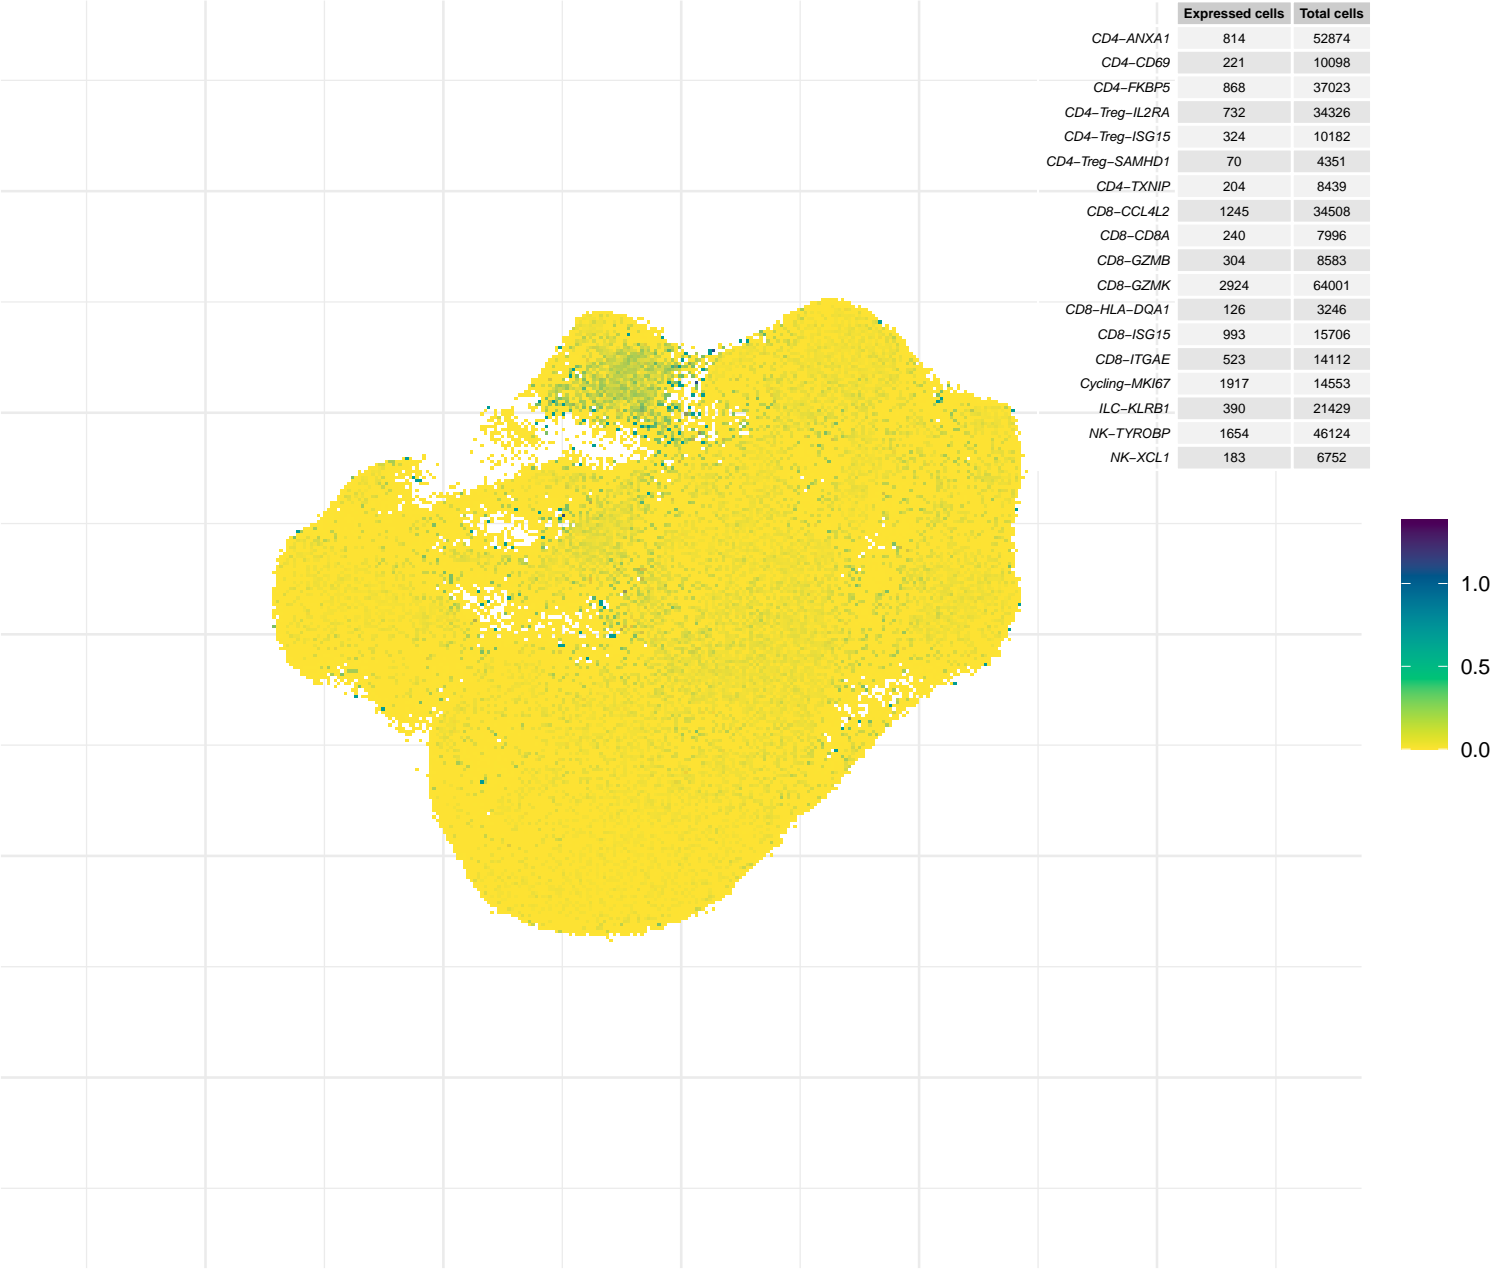 Expressed cells Total cells
CD4−ANXA1 814 52874
CD4−CD69 221 10098
CD4−FKBP5 868 37023
CD4−Treg−IL2RA 732 34326
CD4−Treg−ISG15 324 10182
CD4−Treg−SAMHD1 70 4351
CD4−TXNIP 204 8439
CD8−CCL4L2 1245 34508
CD8−CD8A 240 7996
CD8−GZMB 304 8583
CD8−GZMK 2924 64001
CD8−HLA−DQA1 126 3246
CD8−ISG15 993 15706
CD8−ITGAE 523 14112
Cycling−MKI67 1917 14553
ILC−KLRB1 390 21429
NK−TYROBP 1654 46124
NK−XCL1 183 6752
1.0
0.5
0.0